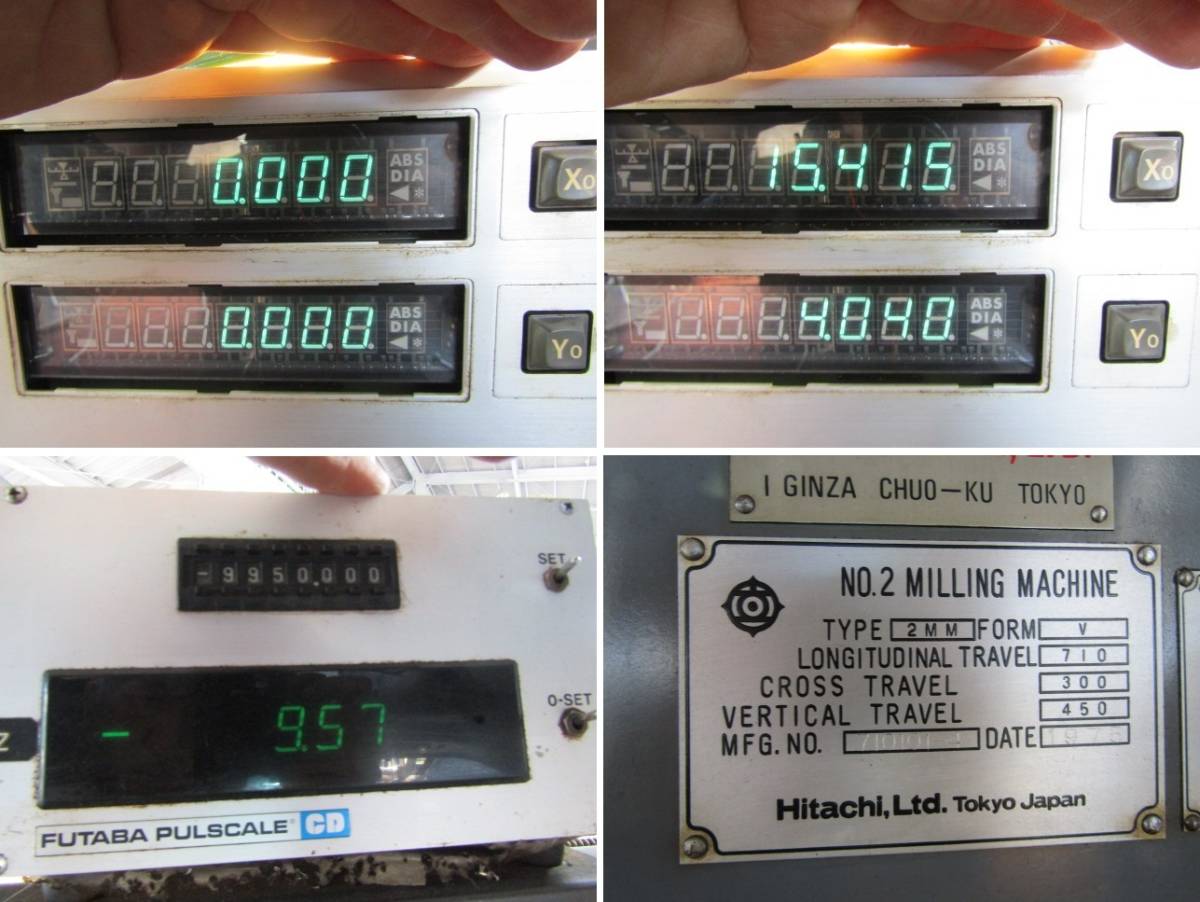 0.000
ABS
DIA
X0
0.000
ABS
DIA
Y0
15.415
ABS
DIA
X0
4.040
ABS
DIA
Y0
-9950.000
SET
0-SET
- 9.57
Z
FUTABA PULSCALE CD
1 GINZA CHUO-KU TOKYO
NO.2 MILLING MACHINE
TYPE 2MM FORM V
LONGITUDINAL TRAVEL 710
CROSS TRAVEL 300
VERTICAL TRAVEL 450
MFG. NO. DATE
Hitachi, Ltd. Tokyo Japan